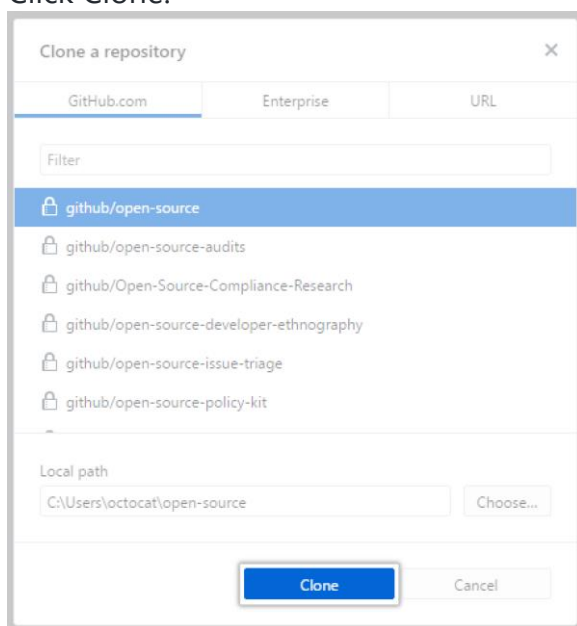 Click Clone.
Clone a repository ×
GitHub.com Enterprise URL
Filter
github/open-source
github/open-source-audits
github/Open-Source-Compliance-Research
github/open-source-developer-ethnography
github/open-source-issue-triage
github/open-source-policy-kit
Local path
C:\Users\octocat\open-source Choose...
Clone Cancel